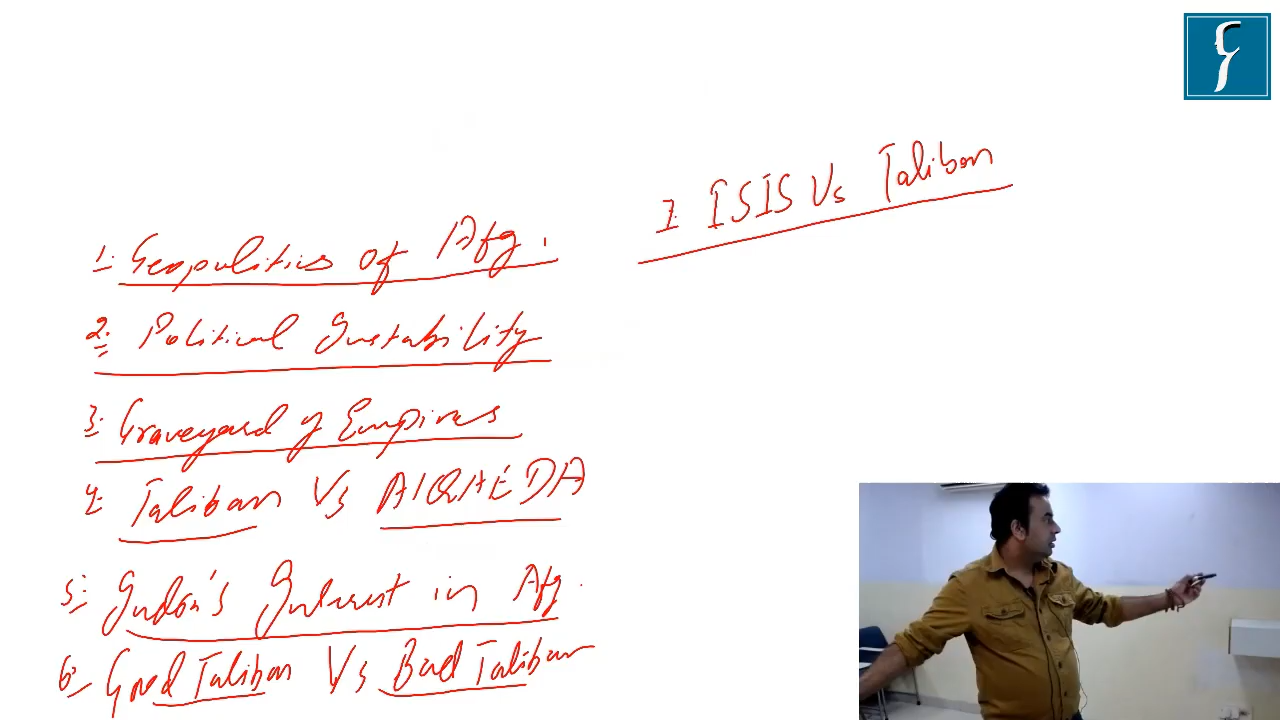 1. Geopolitics of Afg.
2. Political Instability
3. Graveyard of Empires
4. Taliban Vs AlQAEDA
5. India's Interest in Afg.
6. Good Taliban Vs Bad Taliban
7. ISIS Vs Taliban